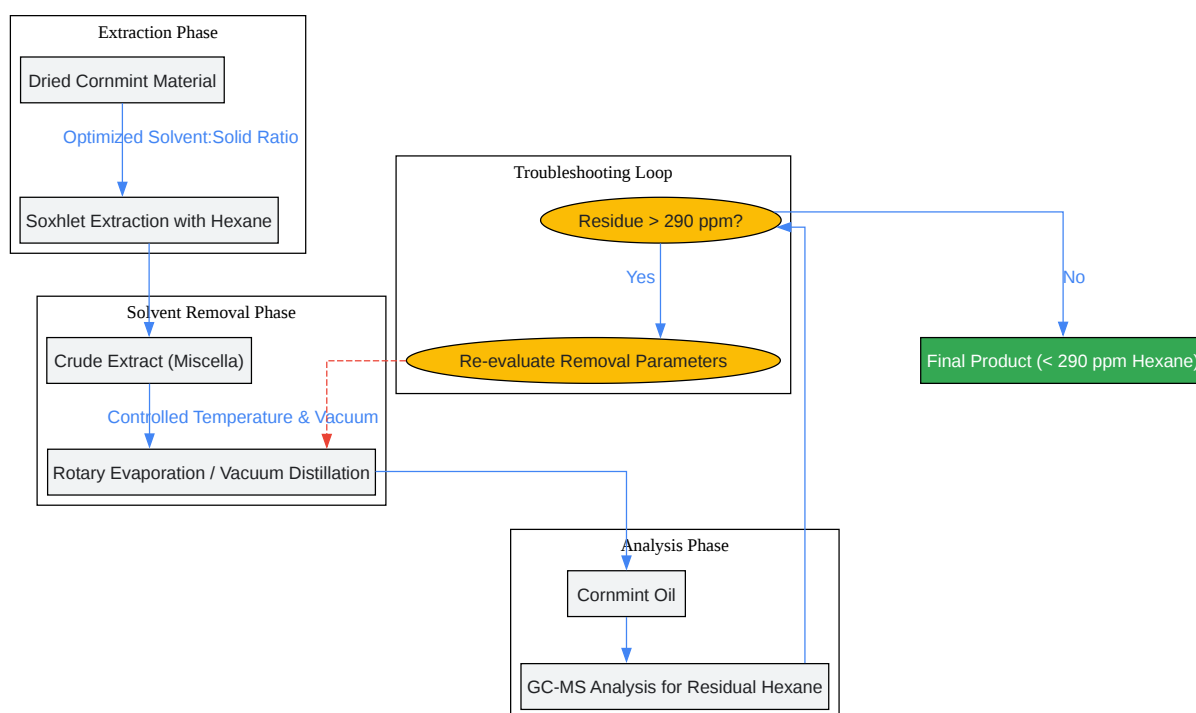 Extraction Phase
Dried Cornmint Material
Optimized Solvent:Solid Ratio
Soxhlet Extraction with Hexane
Solvent Removal Phase
Crude Extract (Miscella)
Controlled Temperature & Vacuum
Rotary Evaporation / Vacuum Distillation
Troubleshooting Loop
Residue > 290 ppm?
Yes
No
Re-evaluate Removal Parameters
Final Product (< 290 ppm Hexane)
Analysis Phase
Cornmint Oil
GC-MS Analysis for Residual Hexane